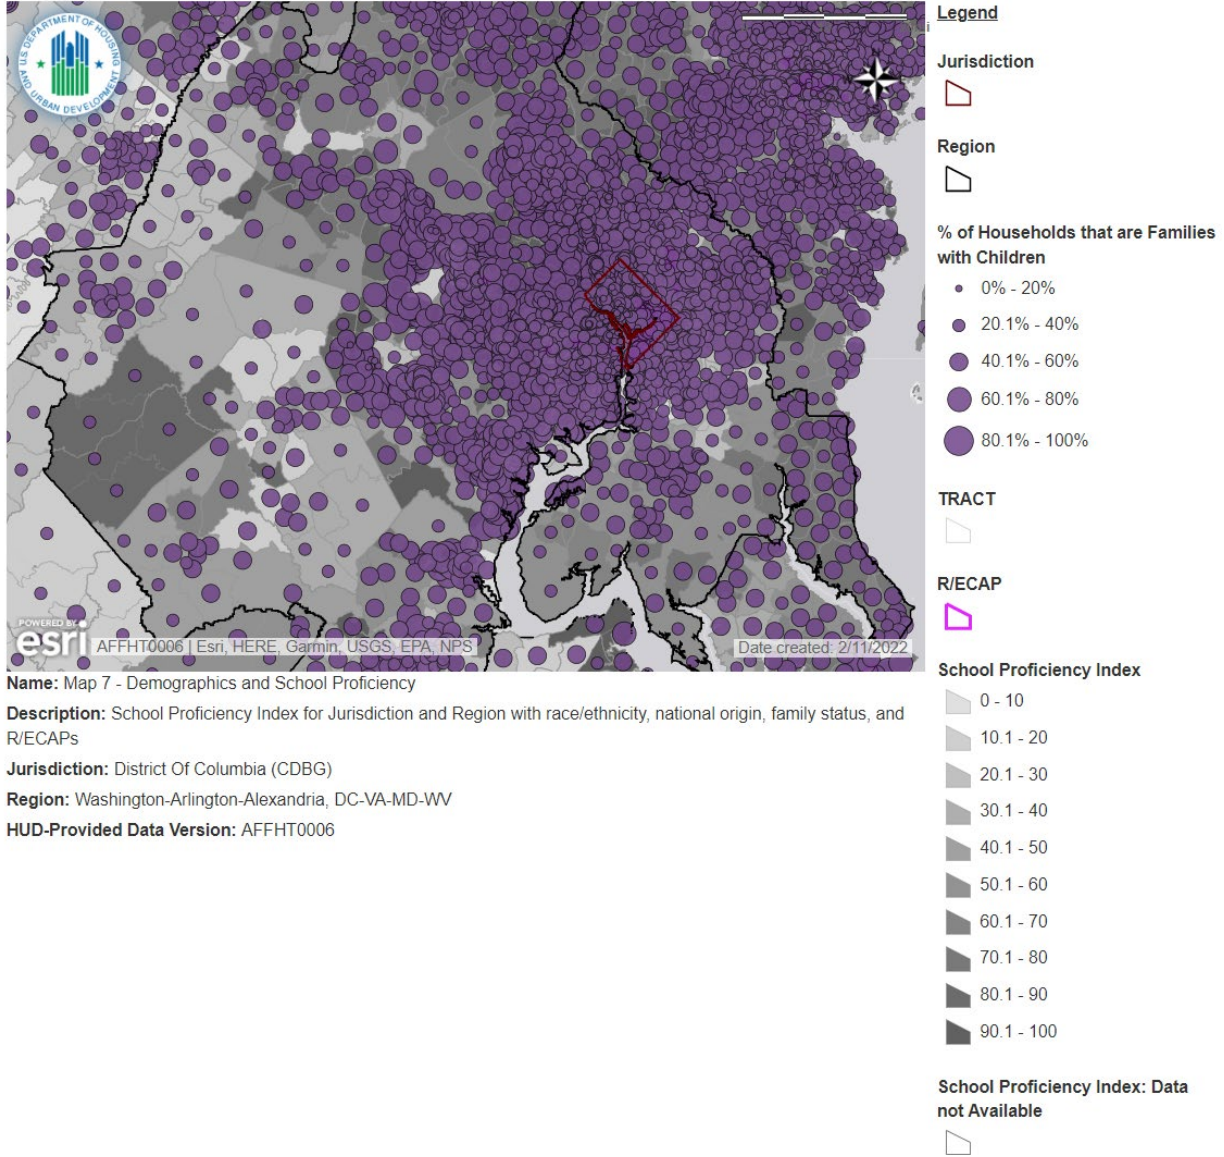 U.S. DEPARTMENT OF HOUSING AND URBAN DEVELOPMENT
POWERED BY
esri
AFFHT0006 | Esri, HERE, Garmin, USGS, EPA, NPS
Date created: 2/11/2022
Name: Map 7 - Demographics and School Proficiency
Description: School Proficiency Index for Jurisdiction and Region with race/ethnicity, national origin, family status, and
R/ECAPs
Jurisdiction: District Of Columbia (CDBG)
Region: Washington-Arlington-Alexandria, DC-VA-MD-WV
HUD-Provided Data Version: AFFHT0006
Legend
Jurisdiction
Region
% of Households that are Families
with Children
0% - 20%
20.1% - 40%
40.1% - 60%
60.1% - 80%
80.1% - 100%
TRACT
R/ECAP
School Proficiency Index
0 - 10
10.1 - 20
20.1 - 30
30.1 - 40
40.1 - 50
50.1 - 60
60.1 - 70
70.1 - 80
80.1 - 90
90.1 - 100
School Proficiency Index: Data
not Available